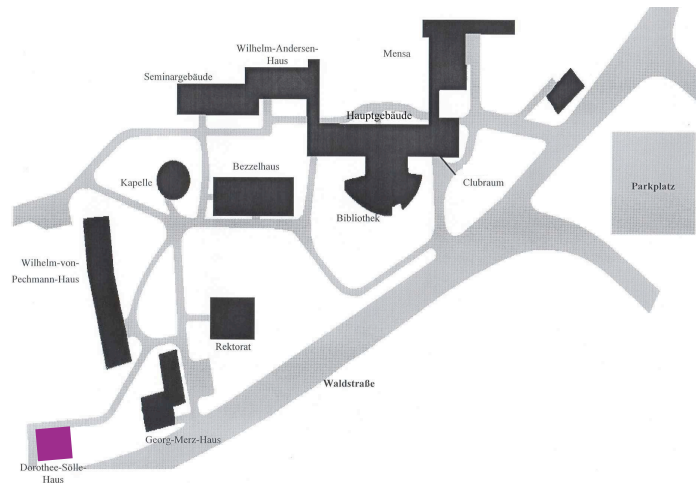 Wilhelm-Andersen-
Haus
Mensa
Seminargebäude
Hauptgebäude
Kapelle
Bezzelhaus
Clubraum
Parkplatz
Bibliothek
Wilhelm-von-
Pechmann-Haus
Rektorat
Waldstraße
Georg-Merz-Haus
Dorothee-Sölle-
Haus